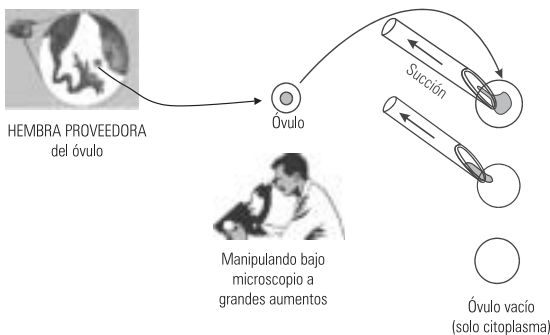 Succión
Óvulo
HEMBRA PROVEEDORA
del óvulo
Manipulando bajo
microscopio a
grandes aumentos
Óvulo vacío
(solo citoplasma)